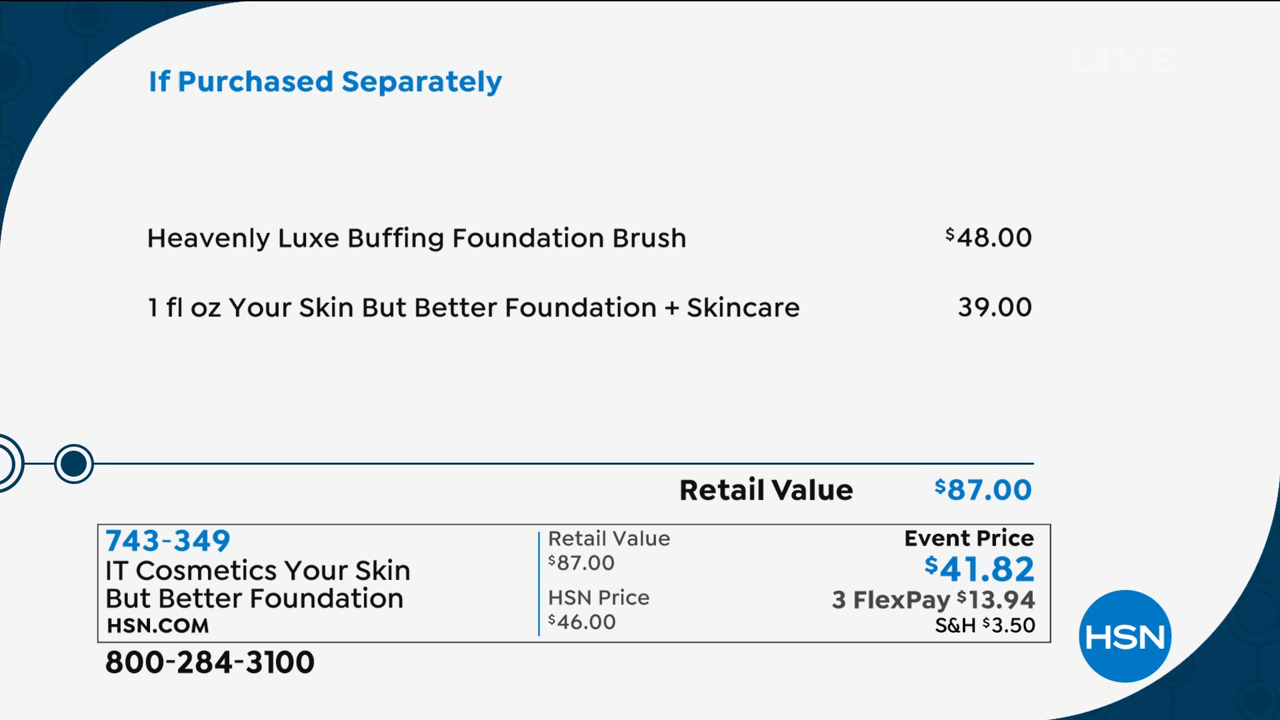 LIVE
If Purchased Separately
Heavenly Luxe Buffing Foundation Brush $48.00
1 fl oz Your Skin But Better Foundation + Skincare 39.00
Retail Value $87.00
743-349
IT Cosmetics Your Skin
But Better Foundation
HSN.COM
Retail Value
$87.00
HSN Price
$46.00
Event Price
$41.82
3 FlexPay $13.94
S&H $3.50
800-284-3100
HSN